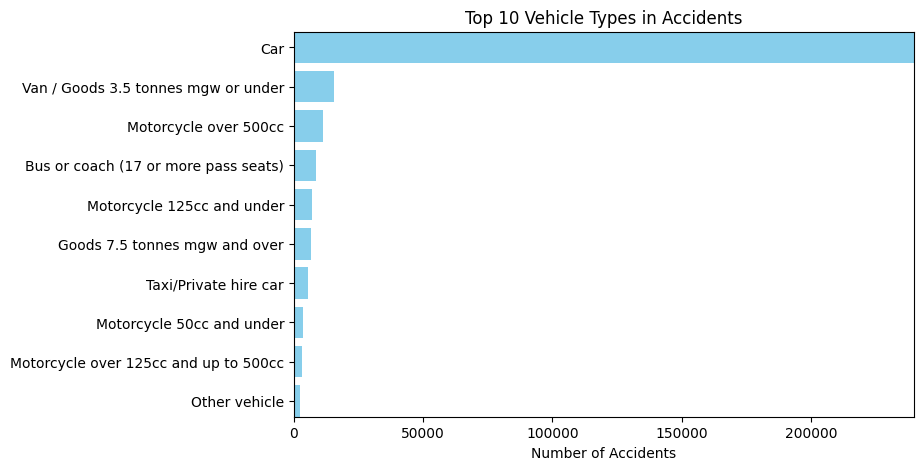 Top 10 Vehicle Types in Accidents
Car
Van / Goods 3.5 tonnes mgw or under
Motorcycle over 500cc
Bus or coach (17 or more pass seats)
Motorcycle 125cc and under
Goods 7.5 tonnes mgw and over
Taxi/Private hire car
Motorcycle 50cc and under
Motorcycle over 125cc and up to 500cc
Other vehicle
0 50000 100000 150000 200000
Number of Accidents